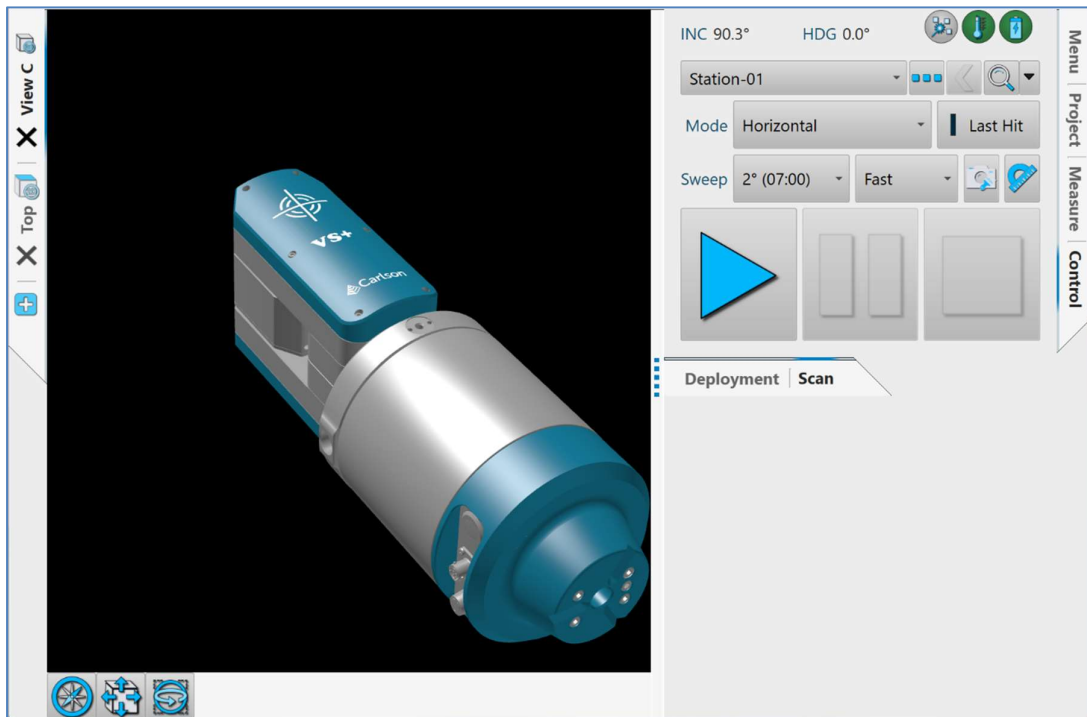 View C
Top
vs+
Carlson
INC 90.3° HDG 0.0°
Station-01
Mode Horizontal Last Hit
Sweep 2° (07:00) Fast
Deployment Scan
Menu
Project
Measure
Control